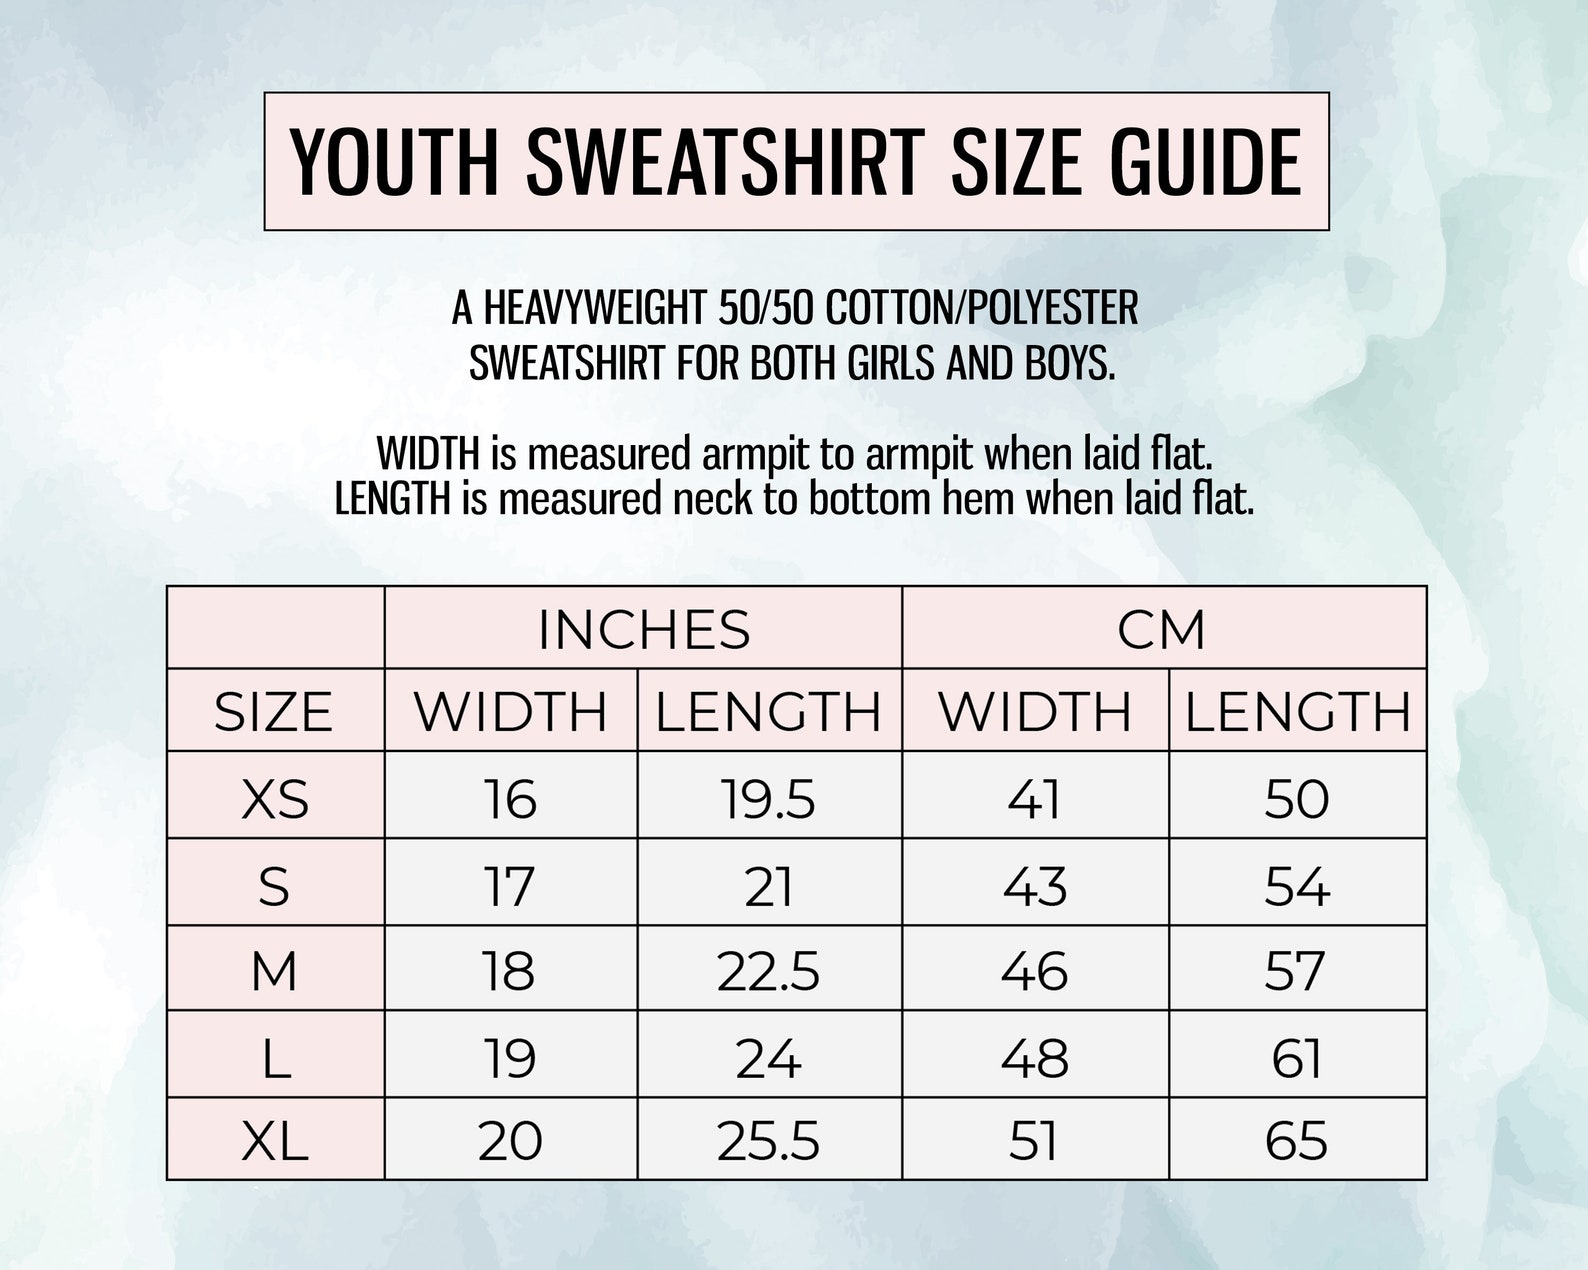 YOUTH SWEATSHIRT SIZE GUIDE
A HEAVYWEIGHT 50/50 COTTON/POLYESTER
SWEATSHIRT FOR BOTH GIRLS AND BOYS.
WIDTH is measured armpit to armpit when laid flat.
LENGTH is measured neck to bottom hem when laid flat.
INCHES CM
SIZE WIDTH LENGTH WIDTH LENGTH
XS 16 19.5 41 50
S 17 21 43 54
M 18 22.5 46 57
L 19 24 48 61
XL 20 25.5 51 65